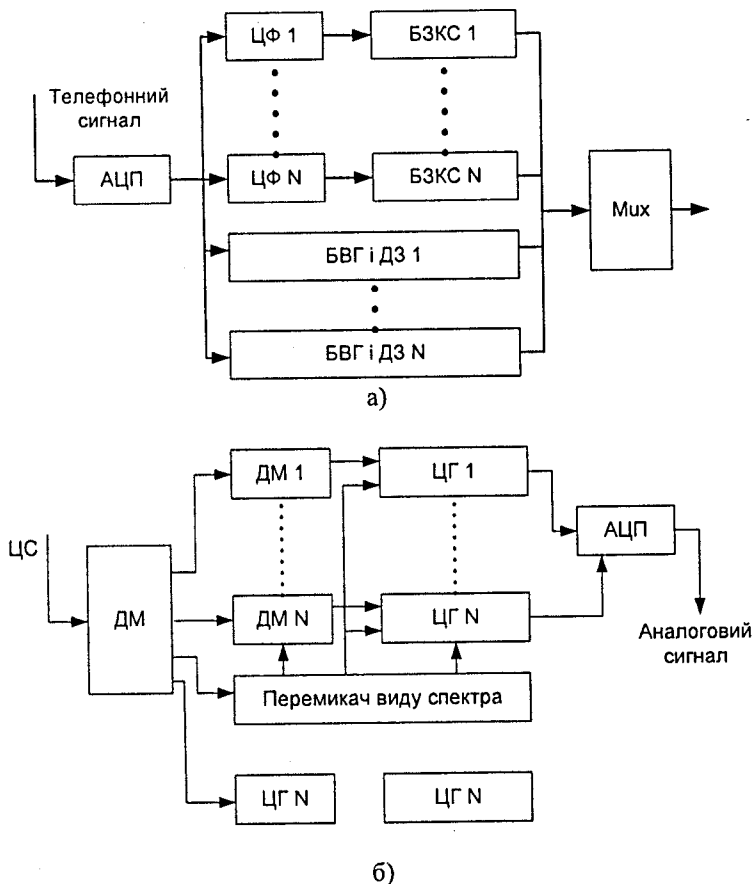 ЦФ 1
БЗКС 1
Телефонний
сигнал
АЦП
ЦФ N
БЗКС N
Mux
БВГ і ДЗ 1
БВГ і ДЗ N
а)
ДМ 1
ЦГ 1
ЦС
АЦП
ДМ
ДМ N
ЦГ N
Аналоговий
сигнал
Перемикач виду спектра
ЦГ N
ЦГ N
б)